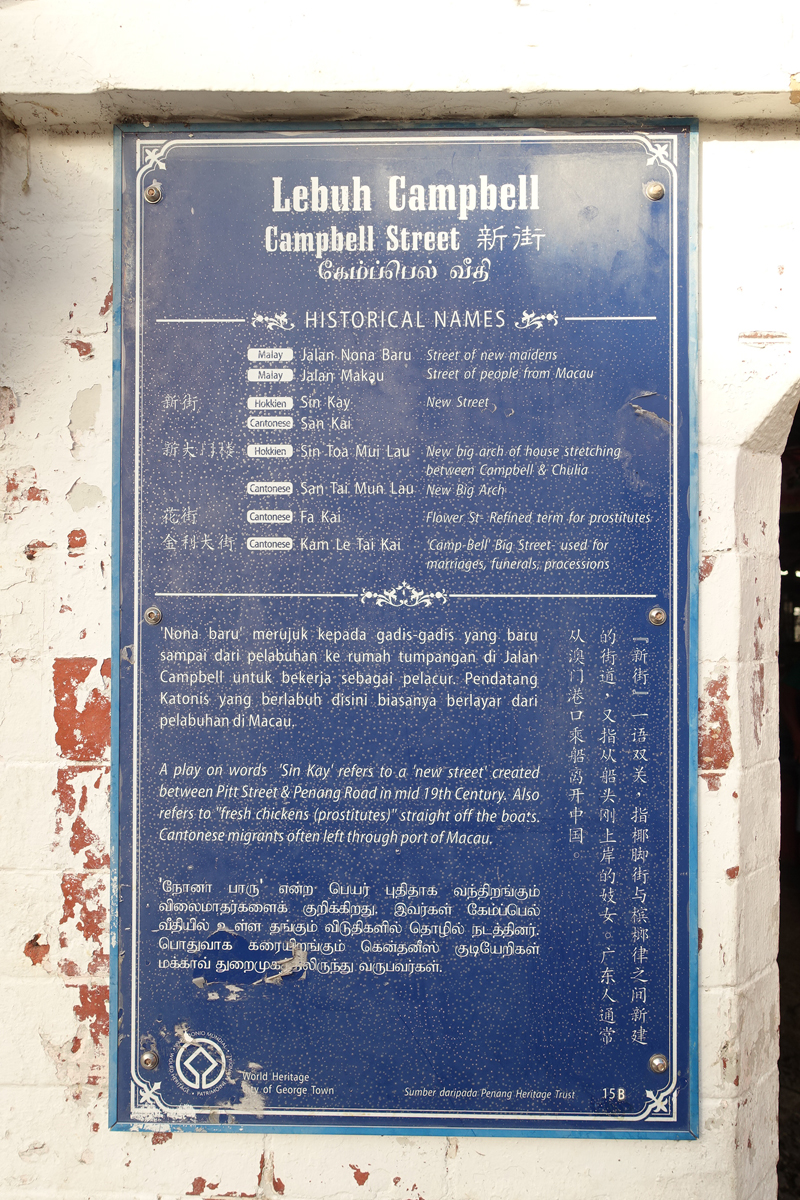 Lebuh Campbell
Campbell Street 新街
கேம்ப்பெல் வீதி
HISTORICAL NAMES
Malay Jalan Nona Baru Street of new maidens
Malay Jalan Makau Street of people from Macau
新街 Hokkien Sin Kay New Street
Cantonese San Kai
新大门楼 Hokkien Sin Toa Mui Lau New big arch of house stretching
between Campbell & Chulia
Cantonese San Tai Mun Lau New Big Arch
花街 Cantonese Fa Kai Flower St- Refined term for prostitutes
金利大街 Cantonese Kam Le Tai Kai 'Camp-Bell' Big Street- used for
marriages, funerals, processions
'Nona baru' merujuk kepada gadis-gadis yang baru
sampai dari pelabuhan ke rumah tumpangan di Jalan
Campbell untuk bekerja sebagai pelacur. Pendatang
Katonis yang berlabuh disini biasanya berlayar dari
pelabuhan di Macau.
A play on words 'Sin Kay' refers to a 'new street' created
between Pitt Street & Penang Road in mid 19th Century. Also
refers to "fresh chickens (prostitutes)" straight off the boats.
Cantonese migrants often left through port of Macau.
'நோனா பாரு' என்ற பெயர் புதிதாக வந்திறங்கும்
விலைமாதர்களைக் குறிக்கிறது. இவர்கள் கேம்ப்பெல்
வீதியில் உள்ள தங்கும் விடுதிகளில் தொழில் நடத்தினர்.
பொதுவாக கரையிறங்கும் கென்தனீஸ் குடியேறிகள்
மக்காவ் துறைமுகத்திலிருந்து வருபவர்கள்.
『新街』一语双关，指椰脚街与槟榔律之间新建
的街道，又指从船头刚上岸的妓女。广东人通常
从澳门港口乘船离开中国。
World Heritage
City of George Town
Sumber daripada Penang Heritage Trust 15B